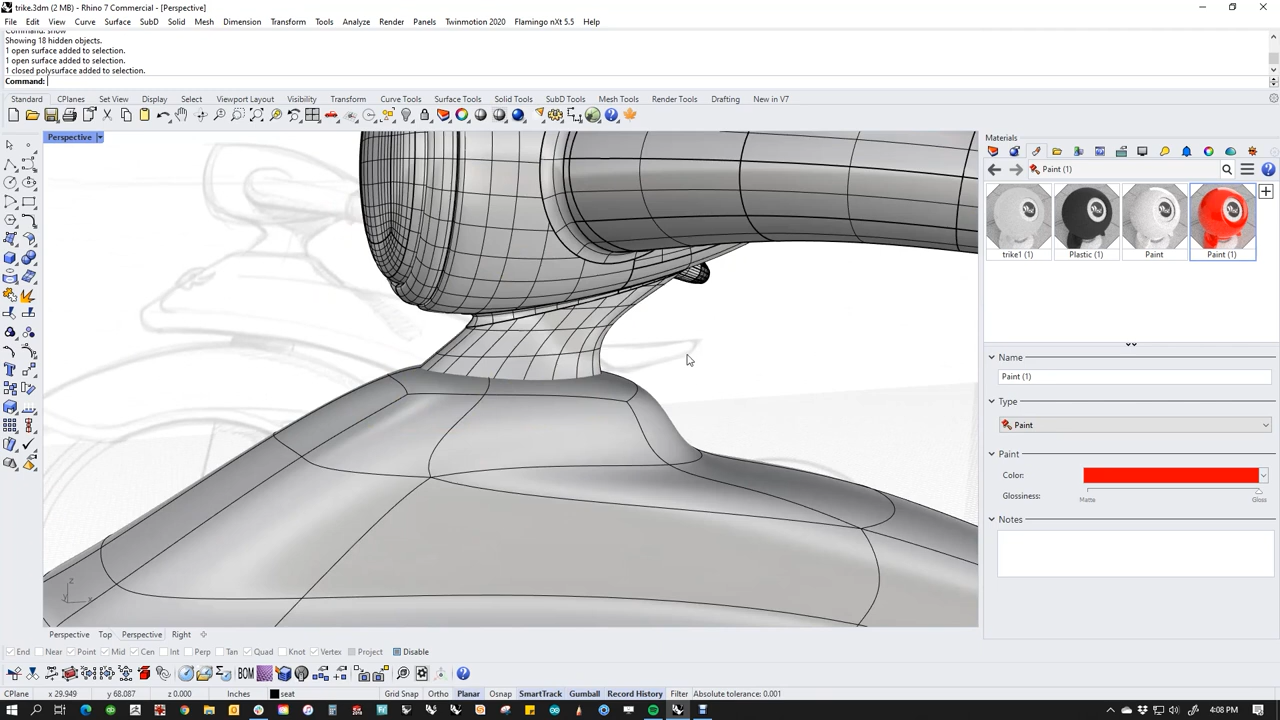 trike.3dm (2 MB) - Rhino 7 Commercial - [Perspective]
File Edit View Curve Surface SubD Solid Mesh Dimension Transform Tools Analyze Render Panels Twinmotion 2020 Flamingo nXt 5.5 Help
Command: show
Showing 18 hidden objects.
1 open surface added to selection.
1 open surface added to selection.
1 closed polysurface added to selection.
Command:
Standard CPlanes Set View Display Select Viewport Layout Visibility Transform Curve Tools Surface Tools Solid Tools SubD Tools Mesh Tools Render Tools Drafting New in V7
Perspective
Materials
Paint (1)
trike1 (1) Plastic (1) Paint Paint (1)
Name
Paint (1)
Type
Paint
Paint
Color:
Glossiness:
Matte Gloss
Notes
z
y x
Perspective Top Perspective Right
End Near Point Mid Cen Int Perp Tan Quad Knot Vertex Project Disable
BOM
CPlane x 29.949 y 68.087 z 0.000 Inches seat Grid Snap Ortho Planar Osnap SmartTrack Gumball Record History Filter Absolute tolerance: 0.001
4:08 PM